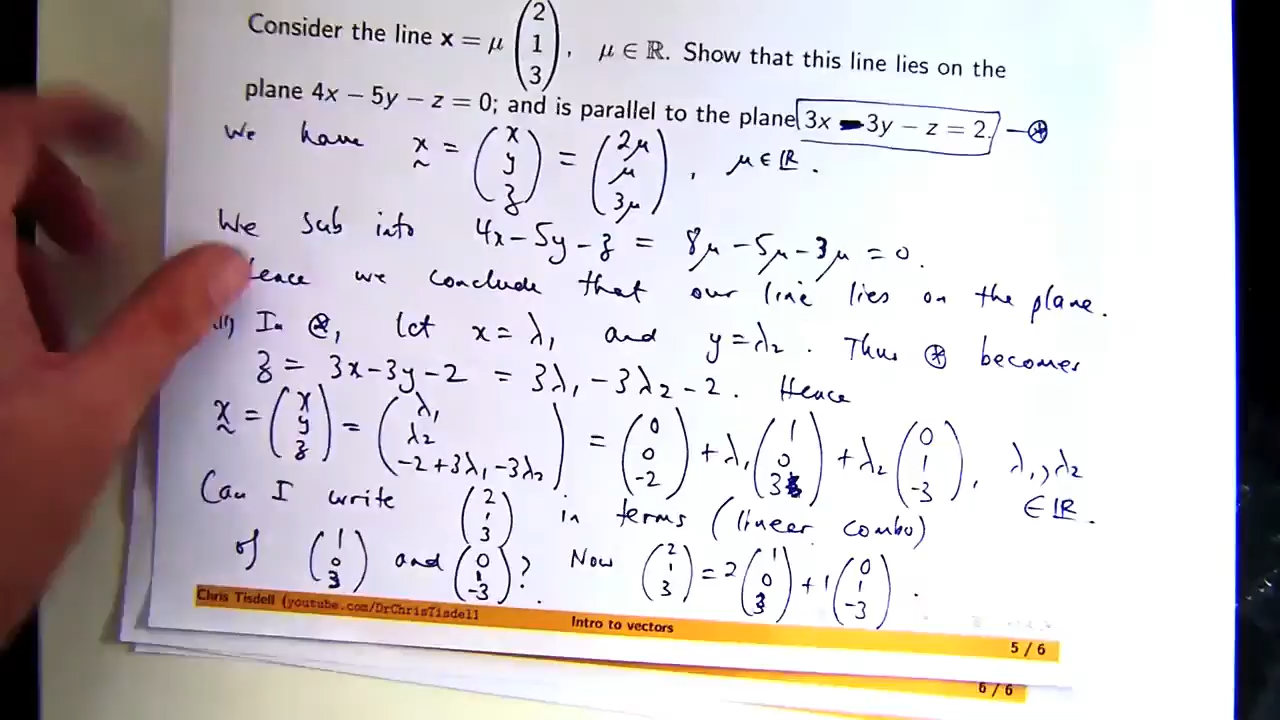 Consider the line x = μ (2 1 3), μ ∈ ℝ. Show that this line lies on the
plane 4x − 5y − z = 0; and is parallel to the plane 3x − 3y − z = 2. —⊛
We have x̰ = (x y z) = (2μ μ 3μ), μ ∈ ℝ.
We sub into 4x − 5y − z = 8μ − 5μ − 3μ = 0.
Hence we conclude that our line lies on the plane.
In ⊛, let x = λ₁ and y = λ₂. Thus ⊛ becomes
z = 3x − 3y − 2 = 3λ₁ − 3λ₂ − 2. Hence
x̰ = (x y z) = (λ₁ λ₂ −2+3λ₁−3λ₂) = (0 0 −2) + λ₁ (1 0 3) + λ₂ (0 1 −3), λ₁, λ₂
∈ ℝ.
Can I write (2 1 3) in terms (linear combo)
of (1 0 3) and (0 1 −3)? Now (2 1 3) = 2 (1 0 3) + 1 (0 1 −3).
Chris Tisdell (youtube.com/DrChrisTisdell
Intro to vectors
5 / 6
6 / 6